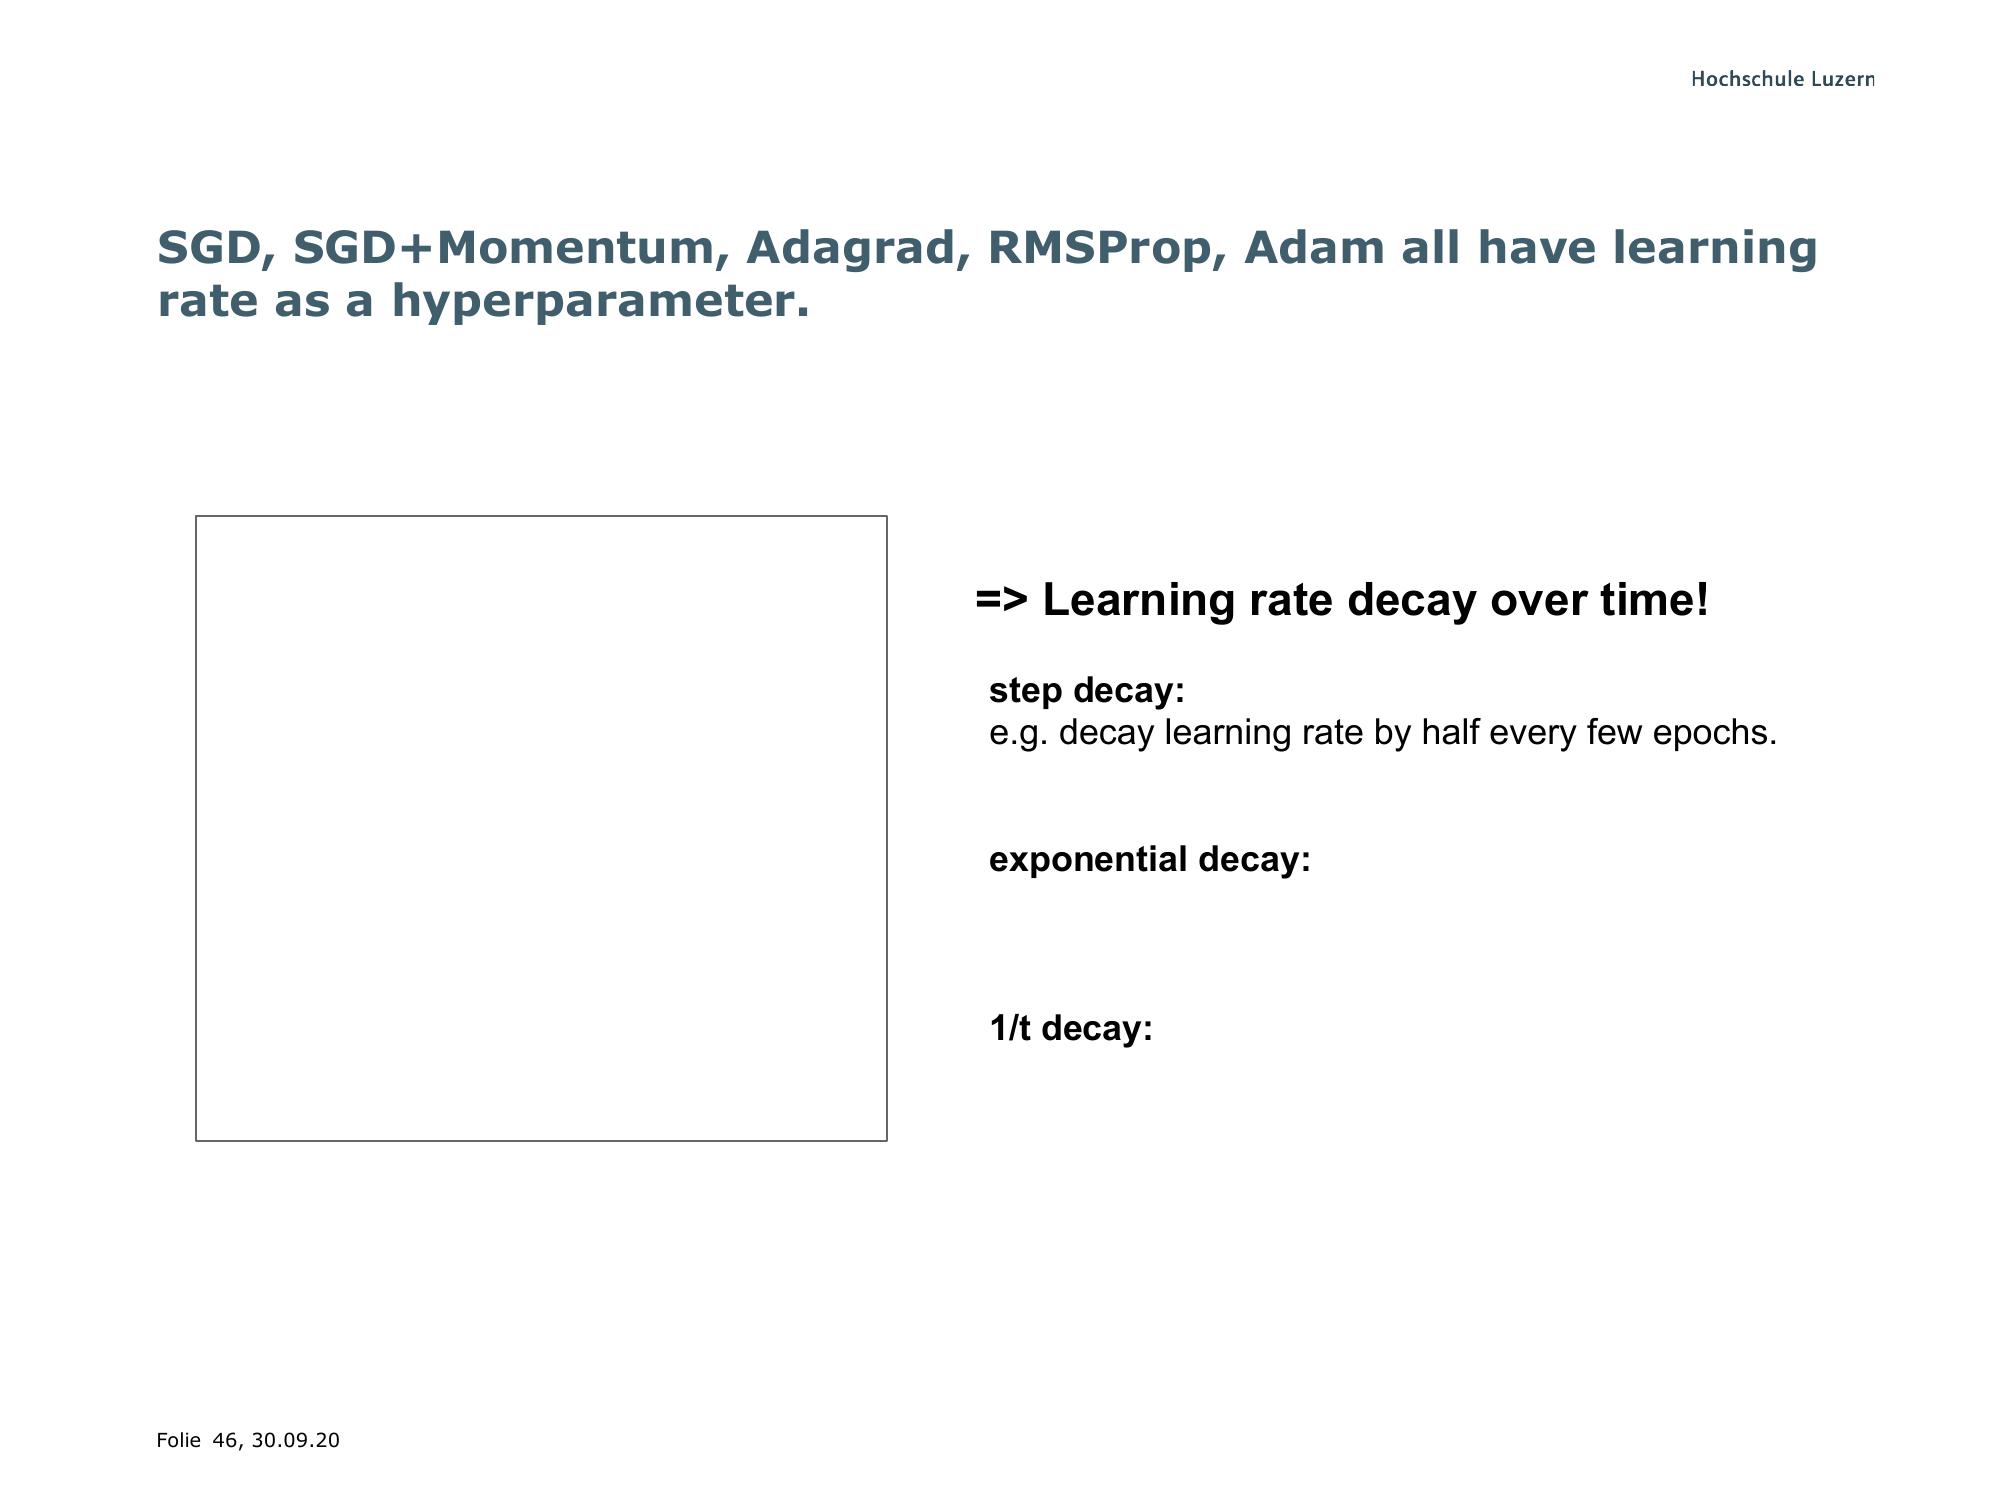 Hochschule Luzern
SGD, SGD+Momentum, Adagrad, RMSProp, Adam all have learning
rate as a hyperparameter.
=> Learning rate decay over time!
step decay:
e.g. decay learning rate by half every few epochs.
exponential decay:
1/t decay:
Folie 46, 30.09.20